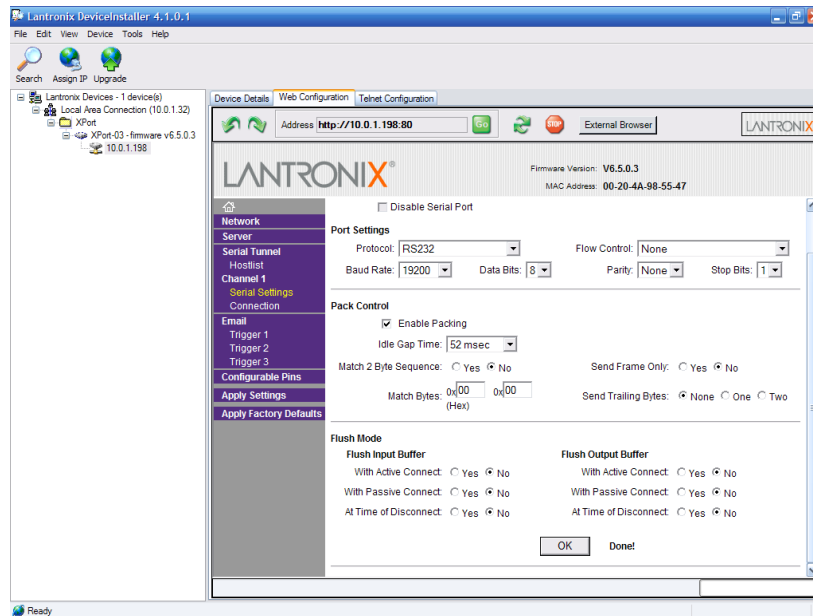 Lantronix DeviceInstaller 4.1.0.1
File Edit View Device Tools Help
Search Assign IP Upgrade
Lantronix Devices - 1 device(s)
Local Area Connection (10.0.1.32)
XPort
XPort-03 - firmware v6.5.0.3
10.0.1.198
Device Details Web Configuration Telnet Configuration
Address http://10.0.1.198:80 Go STOP External Browser LANTRONIX
LANTRONIX®
Firmware Version: V6.5.0.3
MAC Address: 00-20-4A-98-55-47
Network
Server
Serial Tunnel
Hostlist
Channel 1
Serial Settings
Connection
Email
Trigger 1
Trigger 2
Trigger 3
Configurable Pins
Apply Settings
Apply Factory Defaults
Disable Serial Port
Port Settings
Protocol: RS232 Flow Control: None
Baud Rate: 19200 Data Bits: 8 Parity: None Stop Bits: 1
Pack Control
Enable Packing
Idle Gap Time: 52 msec
Match 2 Byte Sequence: Yes No Send Frame Only: Yes No
Match Bytes: 0x00 0x00 Send Trailing Bytes: None One Two
(Hex)
Flush Mode
Flush Input Buffer Flush Output Buffer
With Active Connect: Yes No With Active Connect: Yes No
With Passive Connect: Yes No With Passive Connect: Yes No
At Time of Disconnect: Yes No At Time of Disconnect: Yes No
OK Done!
Ready